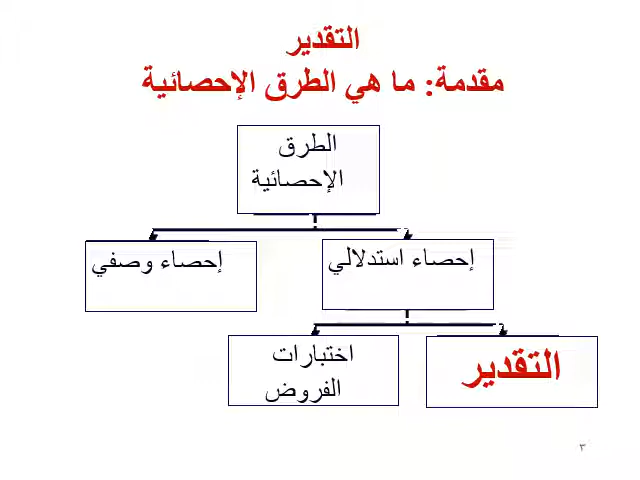 التقدير
مقدمة: ما هي الطرق الإحصائية
الطرق
الإحصائية
إحصاء استدلالي
إحصاء وصفي
التقدير
اختبارات
الفروض
٣